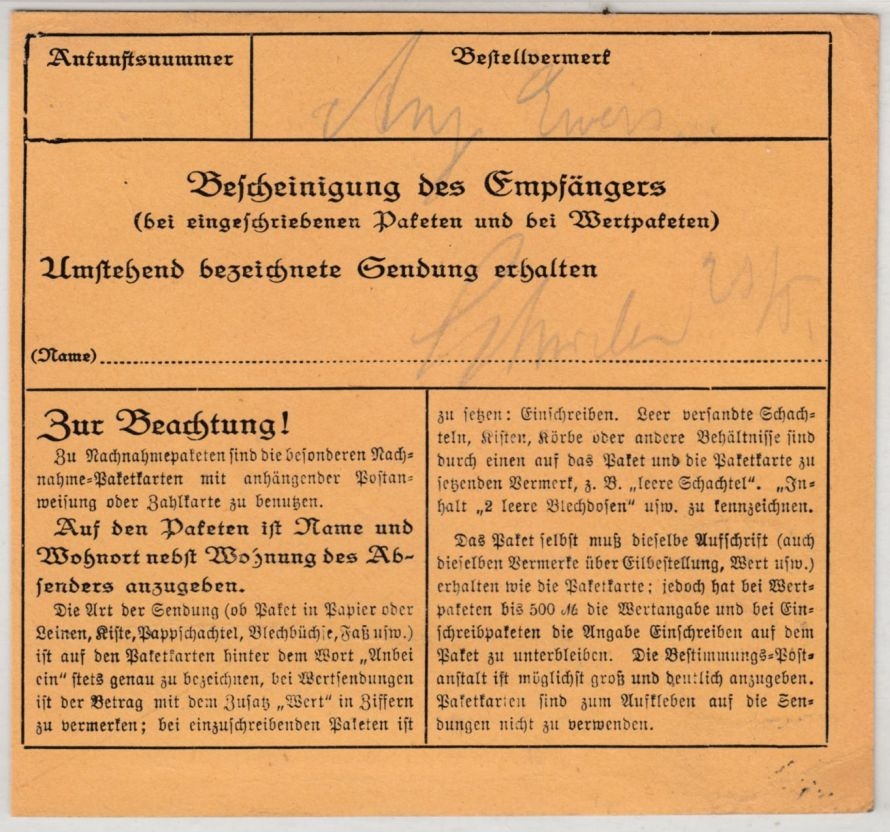 Ankunftsnummer
Bestellvermerk
Bescheinigung des Empfängers
(bei eingeschriebenen Paketen und bei Wertpaketen)
Umstehend bezeichnete Sendung erhalten
(Name)
Zur Beachtung!
Zu Nachnahmepaketen sind die besonderen Nach-
nahme-Paketkarten mit anhängender Postan-
weisung oder Zahlkarte zu benutzen.
Auf den Paketen ist Name und
Wohnort nebst Wohnung des Ab-
senders anzugeben.
Die Art der Sendung (ob Paket in Papier oder
Leinen, Kiste, Pappschachtel, Blechbüchse, Faß usw.)
ist auf den Paketkarten hinter dem Wort „Anbei
ein“ stets genau zu bezeichnen, bei Wertsendungen
ist der Betrag mit dem Zusatz „Wert“ in Ziffern
zu vermerken; bei einzuschreibenden Paketen ist
zu setzen: Einschreiben. Leer versandte Schach-
teln, Kisten, Körbe oder andere Behältnisse sind
durch einen auf das Paket und die Paketkarte zu
setzenden Vermerk, z. B. „leere Schachtel“. „In-
halt „2 leere Blechdosen“ usw. zu kennzeichnen.
Das Paket selbst muß dieselbe Aufschrift (auch
dieselben Vermerke über Eilbestellung, Wert usw.)
erhalten wie die Paketkarte; jedoch hat bei Wert-
paketen bis 500 ℳ die Wertangabe und bei Ein-
schreibpaketen die Angabe Einschreiben auf dem
Paket zu unterbleiben. Die Bestimmungs-Post-
anstalt ist möglichst groß und deutlich anzugeben.
Paketkarten sind zum Aufkleben auf die Sen-
dungen nicht zu verwenden.